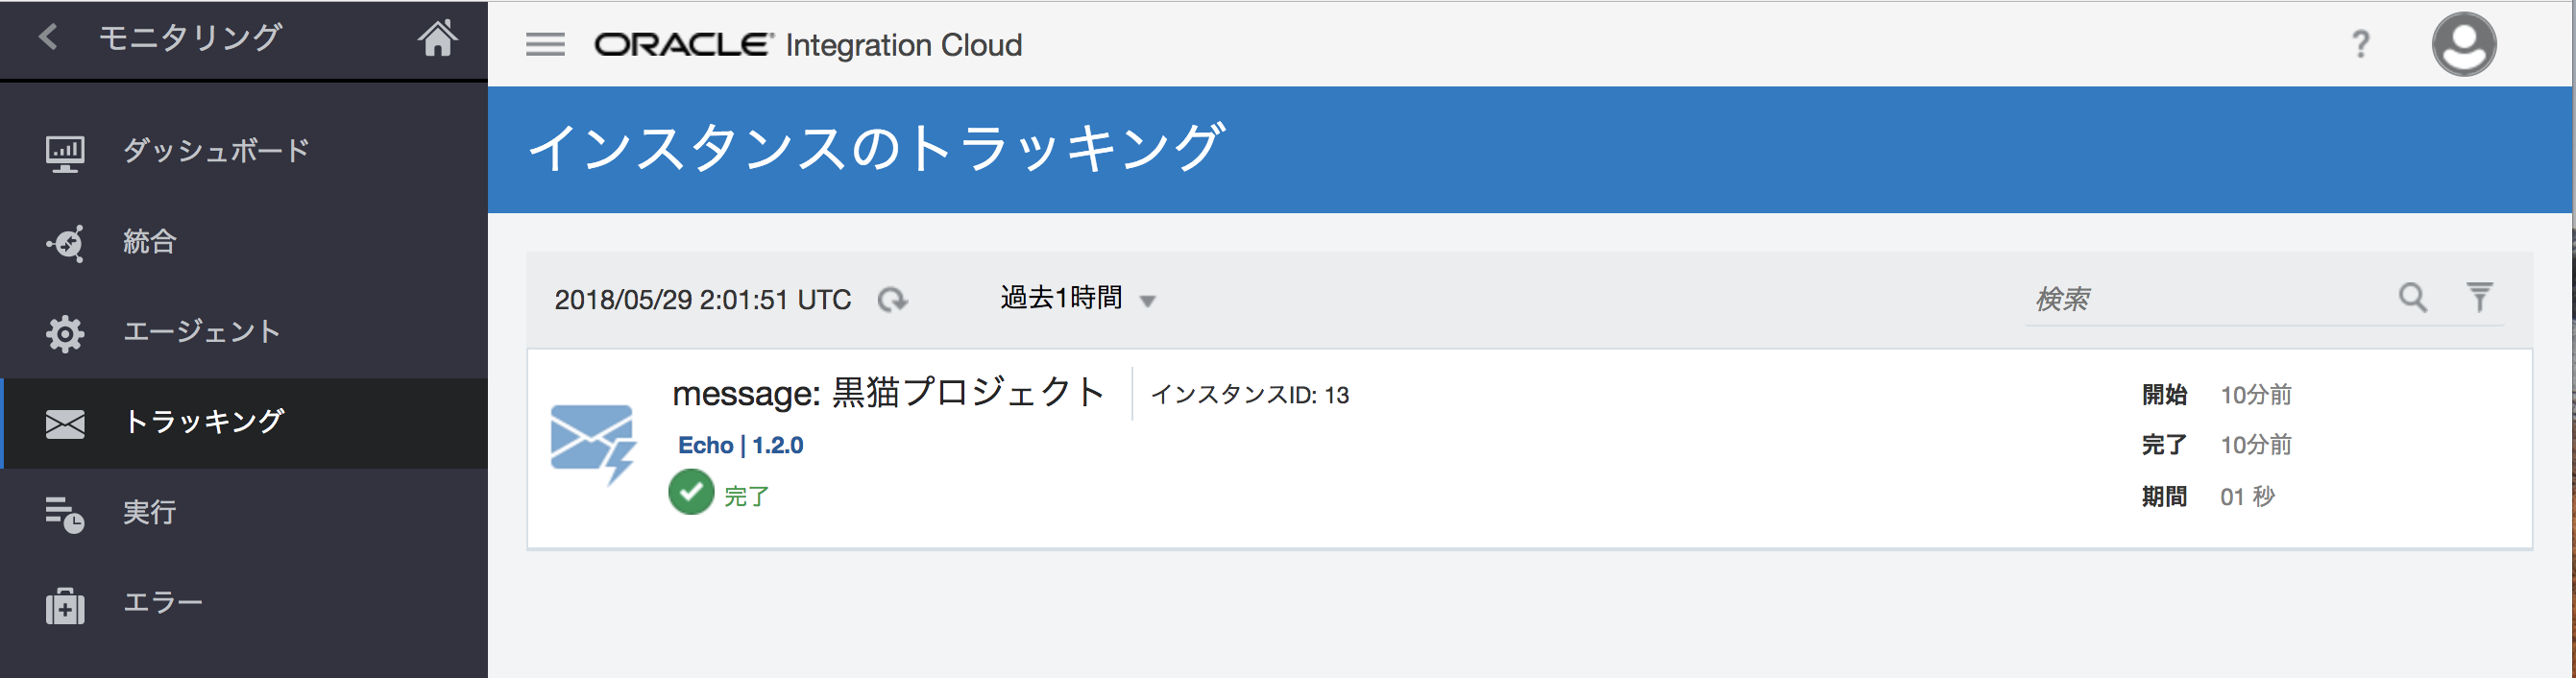 モニタリング
ダッシュボード
統合
エージェント
トラッキング
実行
エラー
ORACLE® Integration Cloud
?
インスタンスのトラッキング
2018/05/29 2:01:51 UTC 過去1時間 検索
message: 黒猫プロジェクト インスタンスID: 13
Echo | 1.2.0
完了
開始 10分前
完了 10分前
期間 01 秒